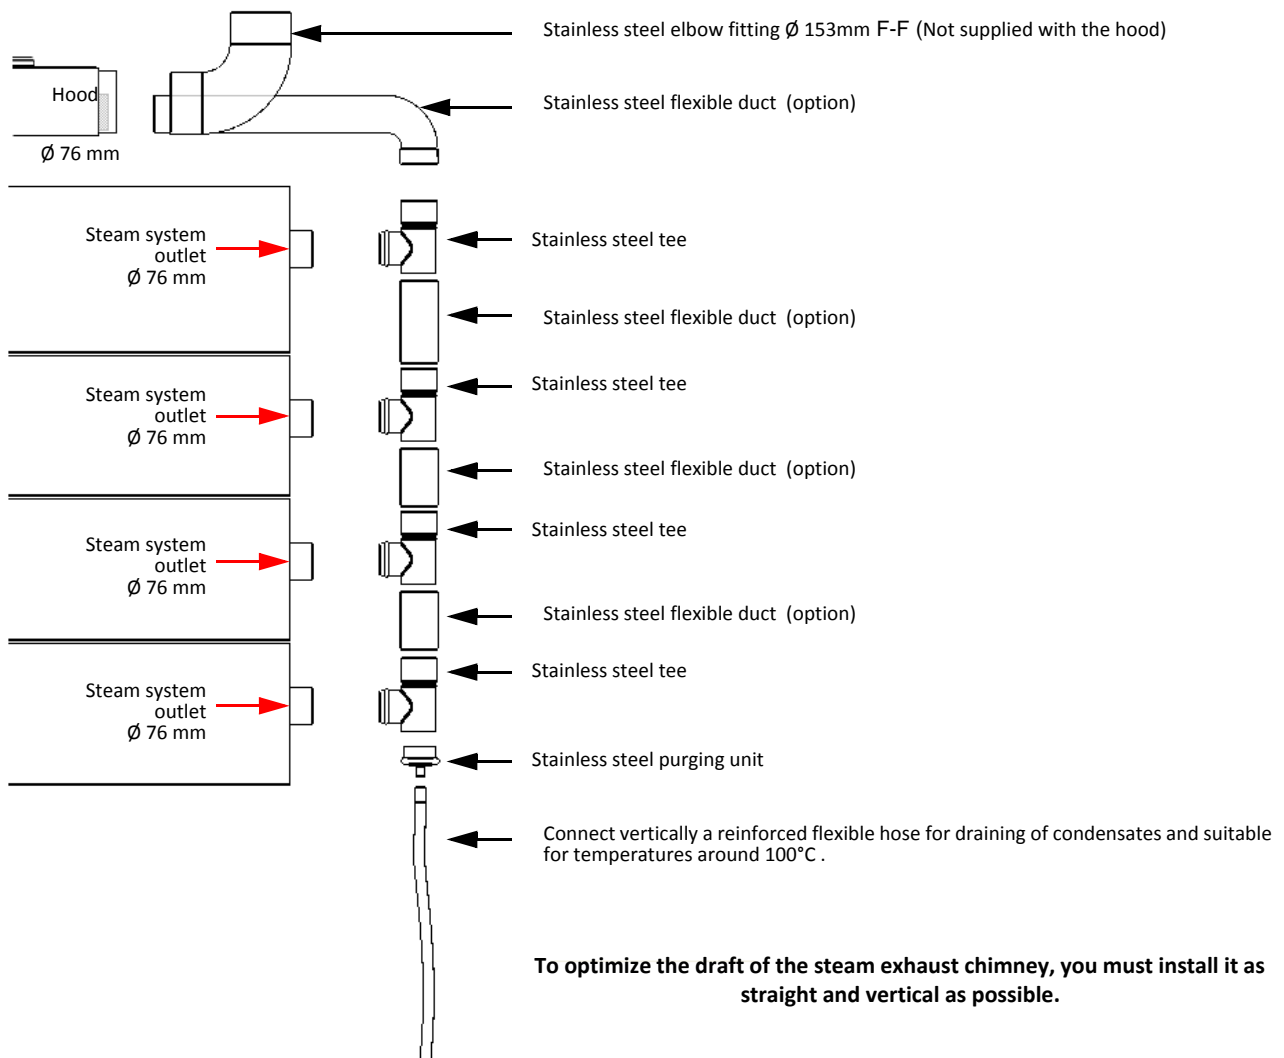 Stainless steel elbow fitting Ø 153mm F-F (Not supplied with the hood)
Hood
Stainless steel flexible duct (option)
Ø 76 mm
Steam system
outlet
Ø 76 mm
Stainless steel tee
Stainless steel flexible duct (option)
Steam system
outlet
Ø 76 mm
Stainless steel tee
Stainless steel flexible duct (option)
Steam system
outlet
Ø 76 mm
Stainless steel tee
Stainless steel flexible duct (option)
Steam system
outlet
Ø 76 mm
Stainless steel tee
Stainless steel purging unit
Connect vertically a reinforced flexible hose for draining of condensates and suitable
for temperatures around 100°C .
To optimize the draft of the steam exhaust chimney, you must install it as
straight and vertical as possible.